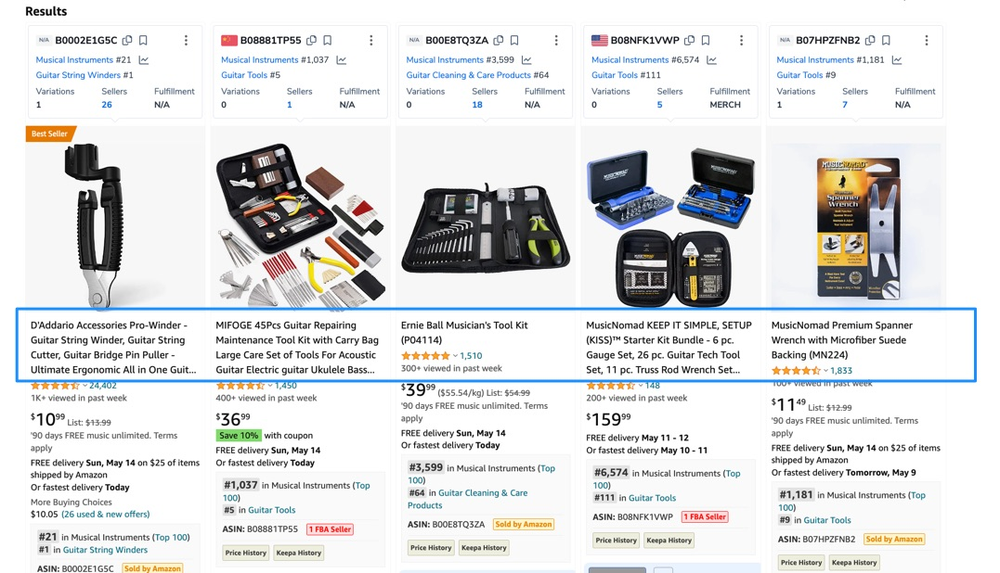 Results
N/A B0002E1G5C
Musical Instruments #21
Guitar String Winders #1
Variations Sellers Fulfillment
1 26 N/A
B08881TP55
Musical Instruments #1,037
Guitar Tools #5
Variations Sellers Fulfillment
0 1 N/A
N/A B00E8TQ3ZA
Musical Instruments #3,599
Guitar Cleaning & Care Products #64
Variations Sellers Fulfillment
0 18 N/A
B08NFK1VWP
Musical Instruments #6,574
Guitar Tools #111
Variations Sellers Fulfillment
0 5 MERCH
N/A B07HPZFNB2
Musical Instruments #1,181
Guitar Tools #9
Variations Sellers Fulfillment
1 7 N/A
Best Seller
D'Addario Accessories Pro-Winder -
Guitar String Winder, Guitar String
Cutter, Guitar Bridge Pin Puller -
Ultimate Ergonomic All in One Guit...
24,402
1K+ viewed in past week
$1099 List: $13.99
'90 days FREE music unlimited. Terms
apply
FREE delivery Sun, May 14 on $25 of items
shipped by Amazon
Or fastest delivery Today
More Buying Choices
$10.05 (26 used & new offers)
#21 in Musical Instruments (Top 100)
#1 in Guitar String Winders
ASIN: B0002E1G5C Sold by Amazon
MIFOGE 45Pcs Guitar Repairing
Maintenance Tool Kit with Carry Bag
Large Care Set of Tools For Acoustic
Guitar Electric guitar Ukulele Bass...
1,450
400+ viewed in past week
$3699
Save 10% with coupon
FREE delivery Sun, May 14
Or fastest delivery Today
#1,037 in Musical Instruments (Top
100)
#5 in Guitar Tools
ASIN: B08881TP55 1 FBA Seller
Price History Keepa History
Ernie Ball Musician's Tool Kit
(P04114)
1,510
300+ viewed in past week
$3999 ($55.54/kg) List: $54.99
'90 days FREE music unlimited. Terms
apply
FREE delivery Sun, May 14
Or fastest delivery Today
#3,599 in Musical Instruments (Top
100)
#64 in Guitar Cleaning & Care
Products
ASIN: B00E8TQ3ZA Sold by Amazon
Price History Keepa History
MUSICNOMAD
MUSICNOMAD
MusicNomad KEEP IT SIMPLE, SETUP
(KISS)™ Starter Kit Bundle - 6 pc.
Gauge Set, 26 pc. Guitar Tech Tool
Set, 11 pc. Truss Rod Wrench Set...
148
200+ viewed in past week
$15999
FREE delivery May 11 - 12
Or fastest delivery May 10 - 11
#6,574 in Musical Instruments (Top
100)
#111 in Guitar Tools
ASIN: B08NFK1VWP 1 FBA Seller
Price History Keepa History
MUSICNOMAD
Premium
Spanner
Wrench
MusicNomad Premium Spanner
Wrench with Microfiber Suede
Backing (MN224)
1,833
100+ viewed in past week
$1149 List: $12.99
'90 days FREE music unlimited. Terms
apply
FREE delivery Sun, May 14 on $25 of items
shipped by Amazon
Or fastest delivery Tomorrow, May 9
#1,181 in Musical Instruments (Top
100)
#9 in Guitar Tools
ASIN: B07HPZFNB2 Sold by Amazon
Price History Keepa History